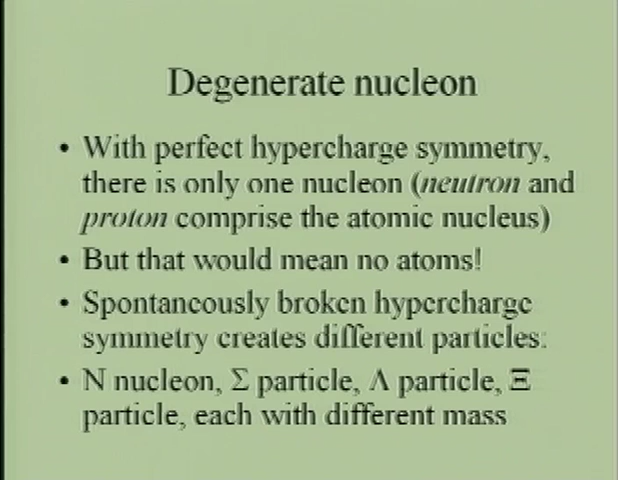 Degenerate nucleon
• With perfect hypercharge symmetry,
there is only one nucleon (neutron and
proton comprise the atomic nucleus)
• But that would mean no atoms!
• Spontaneously broken hypercharge
symmetry creates different particles:
• N nucleon, Σ particle, Λ particle, Ξ
particle, each with different mass